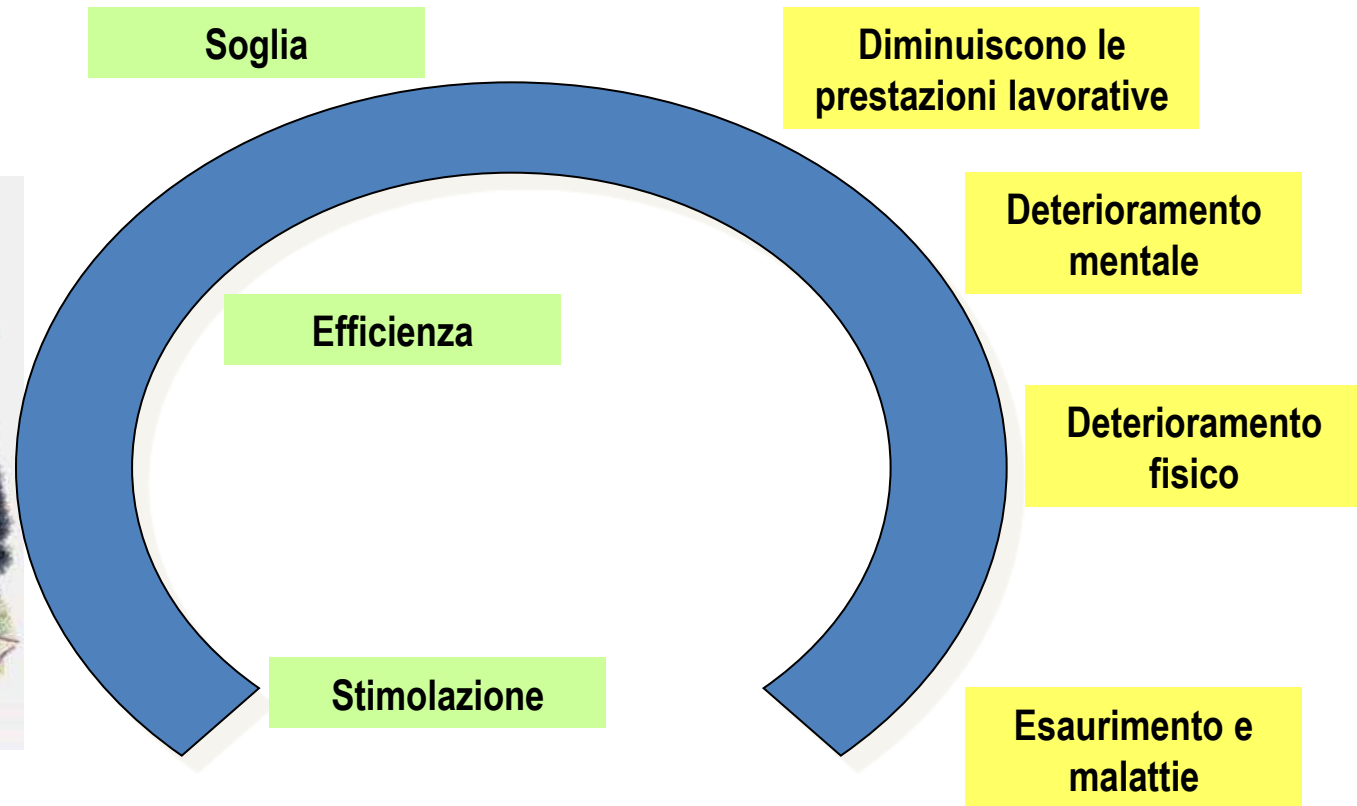 Soglia
Diminuiscono le
prestazioni lavorative
Deterioramento
mentale
Efficienza
Deterioramento
fisico
Stimolazione
Esaurimento e
malattie